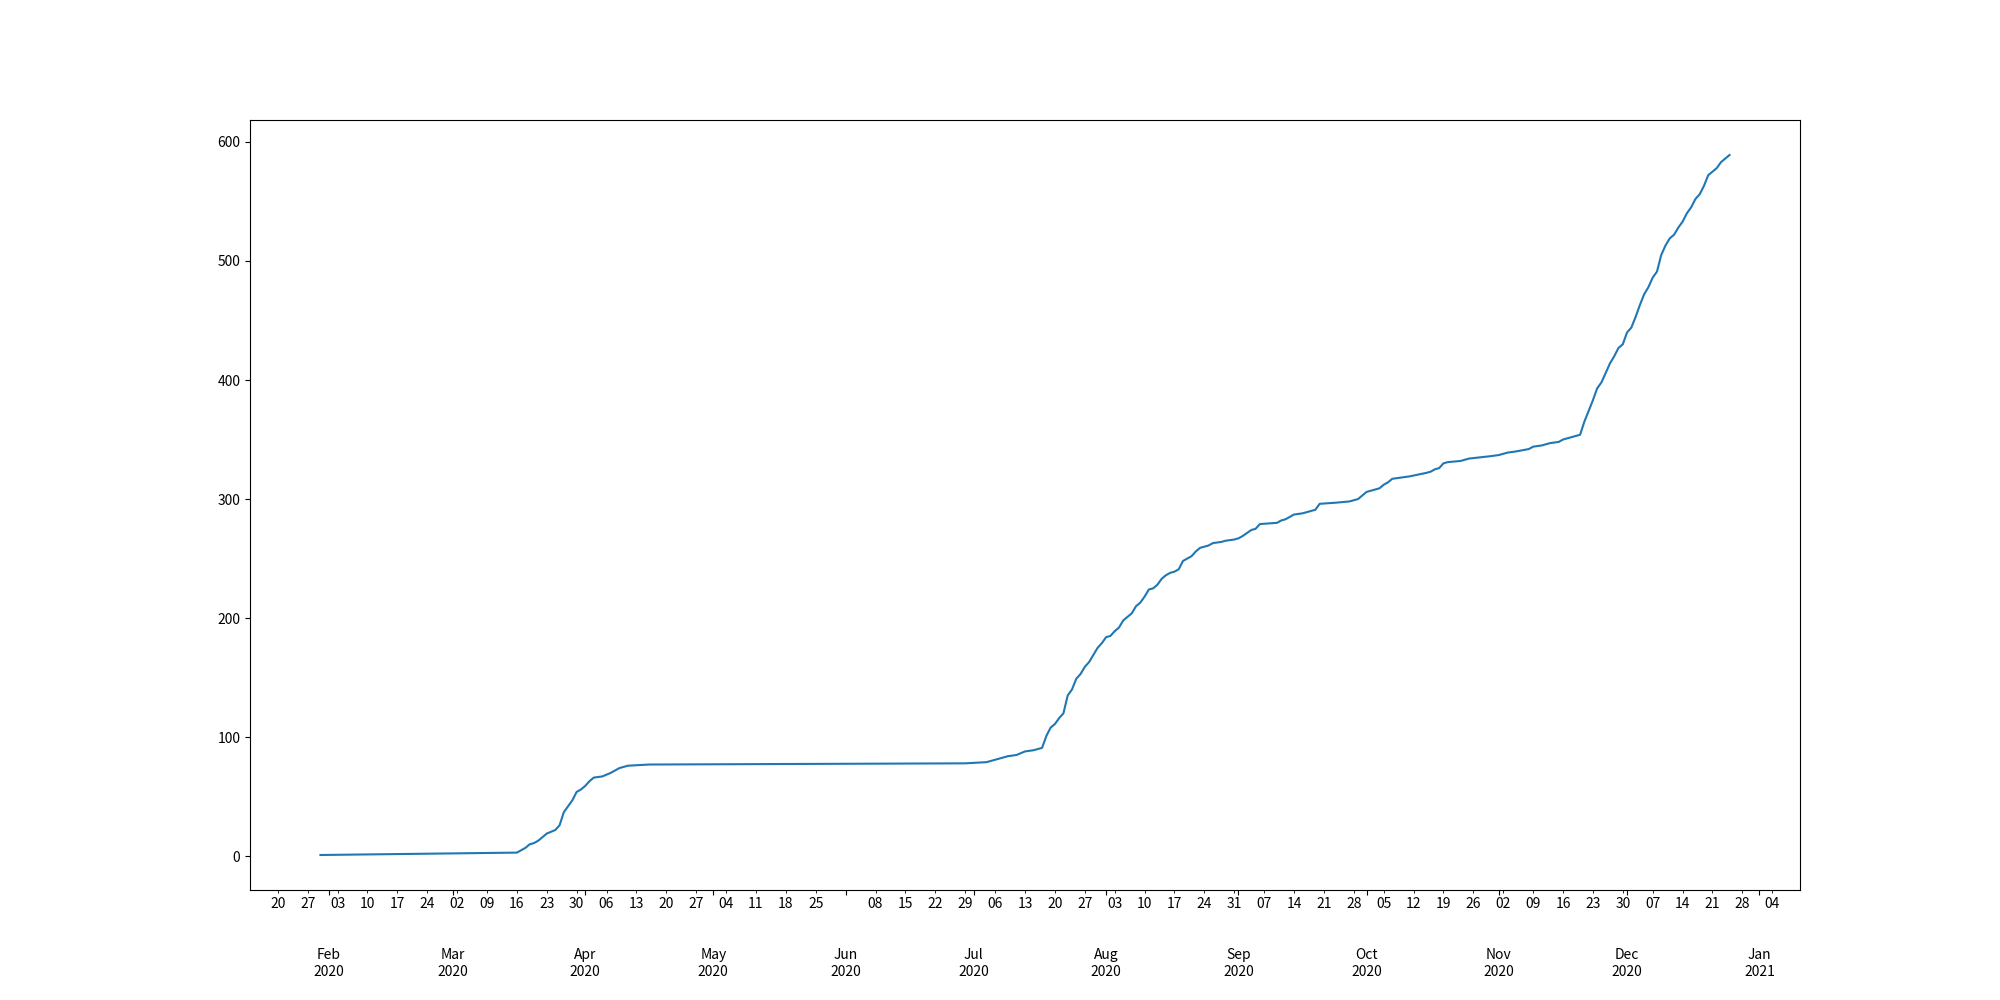 600
500
400
300
200
100
0
20 27 03 10 17 24 02 09 16 23 30 06 13 20 27 04 11 18 25 08 15 22 29 06 13 20 27 03 10 17 24 31 07 14 21 28 05 12 19 26 02 09 16 23 30 07 14 21 28 04
Feb Mar Apr May Jun Jul Aug Sep Oct Nov Dec Jan
2020 2020 2020 2020 2020 2020 2020 2020 2020 2020 2020 2021